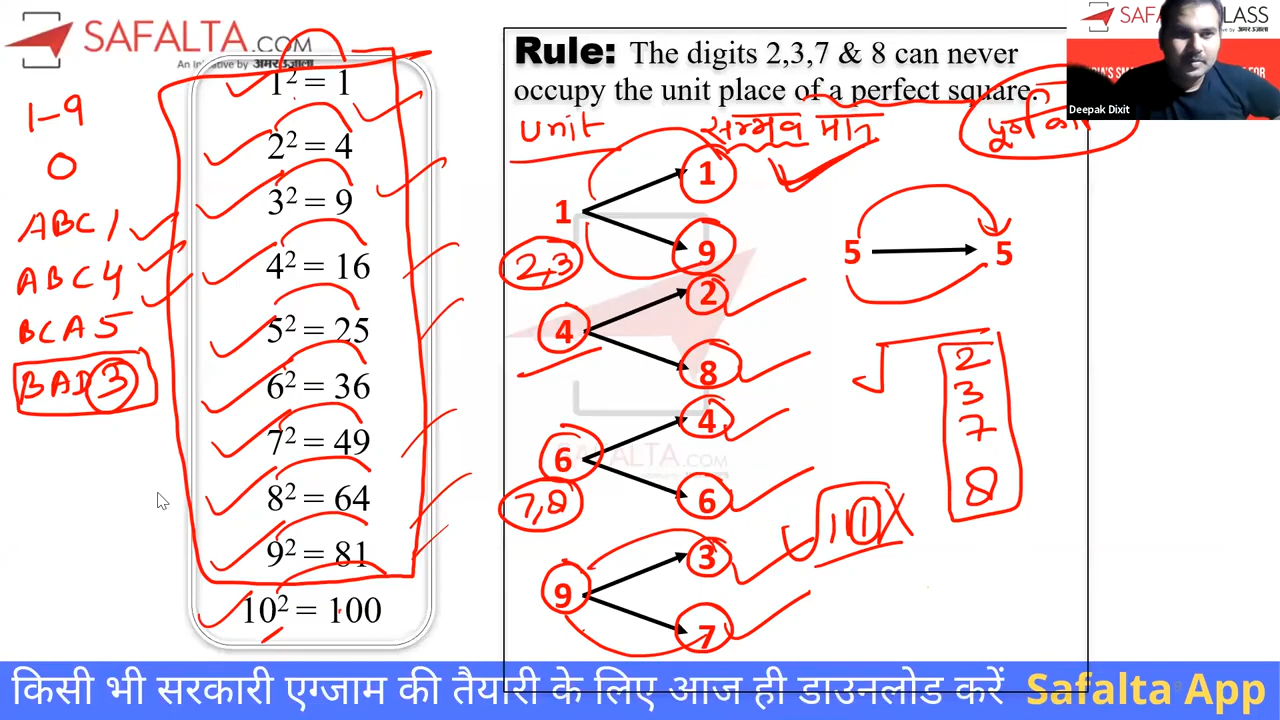 SAFALTA
An Initiative by अमर उजाला
SAFALTA CLASS
Deepak Dixit
1-9
0
ABC1
ABC4
BCA5
BAD3
1² = 1
2² = 4
3² = 9
4² = 16
5² = 25
6² = 36
7² = 49
8² = 64
9² = 81
10² = 100
Rule: The digits 2,3,7 & 8 can never
occupy the unit place of a perfect square.
unit
सम्भव मान
1
1
9
2,3
4
2
8
6
4
6
7,8
9
3
7
5
5
√
2
3
7
8
SAFALTA.COM
किसी भी सरकारी एग्जाम की तैयारी के लिए आज ही डाउनलोड करें Safalta App